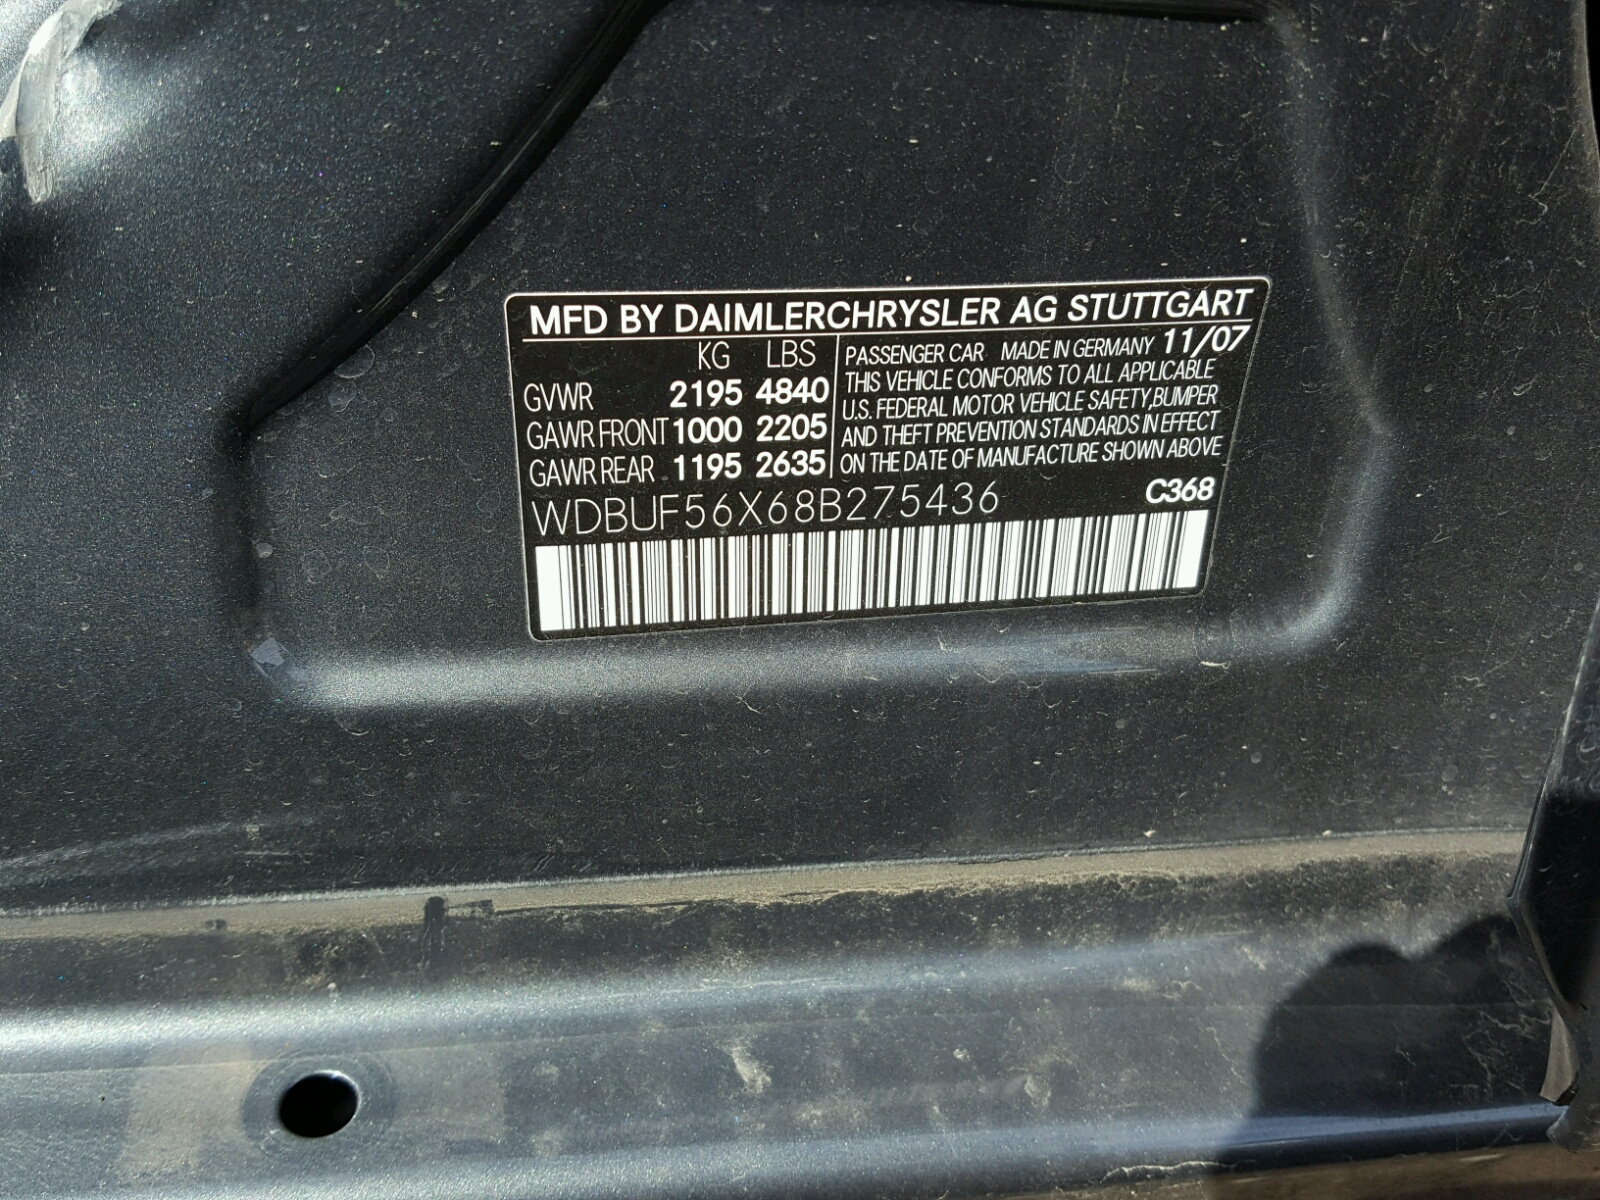 MFD BY DAIMLERCHRYSLER AG STUTTGART
KG LBS
GVWR 2195 4840
GAWR FRONT 1000 2205
GAWR REAR 1195 2635
PASSENGER CAR MADE IN GERMANY 11/07
THIS VEHICLE CONFORMS TO ALL APPLICABLE
U.S. FEDERAL MOTOR VEHICLE SAFETY,BUMPER
AND THEFT PREVENTION STANDARDS IN EFFECT
ON THE DATE OF MANUFACTURE SHOWN ABOVE
WDBUF56X68B275436 C368